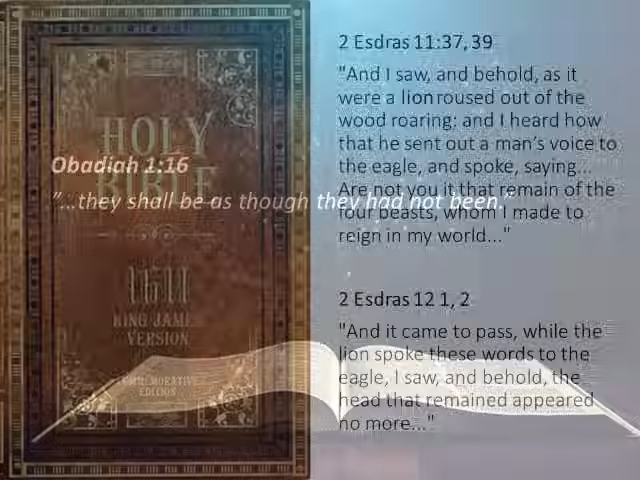 HOLY
BIBLE
Obadiah 1:16
"...they shall be as though they had not been."
1611
KING JAMES
VERSION
COMMEMORATIVE
EDITION
2 Esdras 11:37, 39
"And I saw, and behold, as it
were a lion roused out of the
wood roaring: and I heard how
that he sent out a man's voice to
the eagle, and spoke, saying...
Are not you it that remain of the
four beasts, whom I made to
reign in my world..."
2 Esdras 12 1, 2
"And it came to pass, while the
lion spoke these words to the
eagle, I saw, and behold, the
head that remained appeared
no more..."